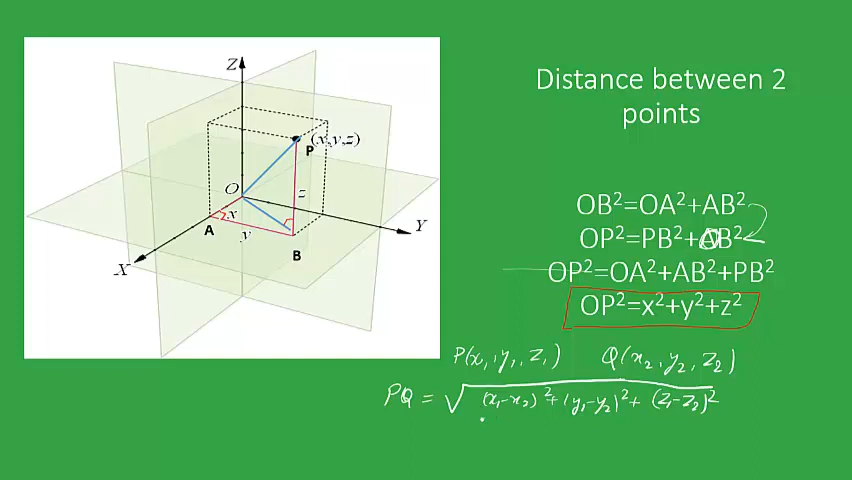 Distance between 2
points
Z
(x,y,z)
P
O
z
x
A
y
Y
B
X
OB²=OA²+AB²
OP²=PB²+OB²
OP²=OA²+AB²+PB²
OP²=x²+y²+z²
P(x₁,y₁,z₁) Q(x₂,y₂,z₂)
PQ = √(x₁-x₂)²+(y₁-y₂)²+(z₁-z₂)²